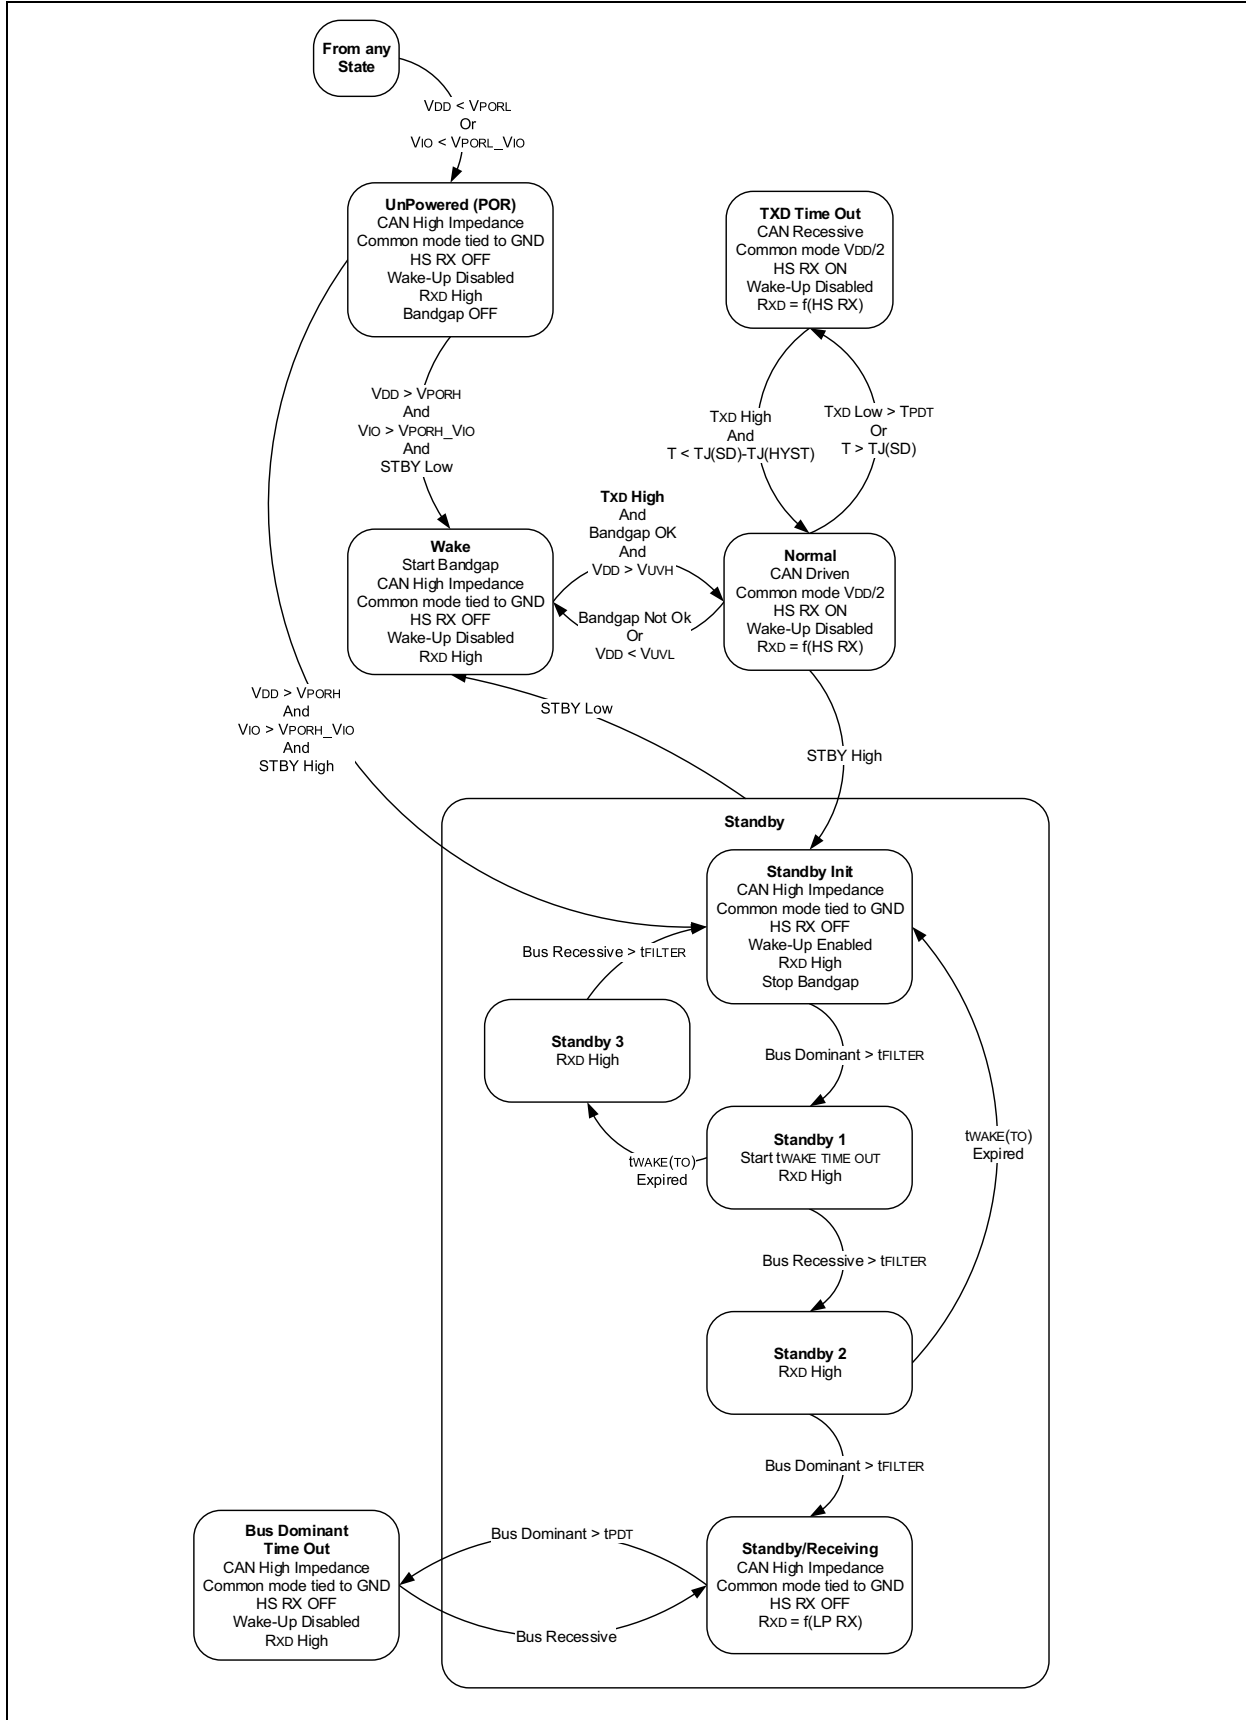 From any
State
VDD < VPORL
Or
VIO < VPORL_VIO
UnPowered (POR)
CAN High Impedance
Common mode tied to GND
HS RX OFF
Wake-Up Disabled
RXD High
Bandgap OFF
TXD Time Out
CAN Recessive
Common mode VDD/2
HS RX ON
Wake-Up Disabled
RXD = f(HS RX)
VDD > VPORH
And
VIO > VPORH_VIO
And
STBY Low
TXD High
And
T < TJ(SD)-TJ(HYST)
TXD Low > TPDT
Or
T > TJ(SD)
TXD High
And
Bandgap OK
And
VDD > VUVH
Wake
Start Bandgap
CAN High Impedance
Common mode tied to GND
HS RX OFF
Wake-Up Disabled
RXD High
Bandgap Not Ok
Or
VDD < VUVL
Normal
CAN Driven
Common mode VDD/2
HS RX ON
Wake-Up Disabled
RXD = f(HS RX)
VDD > VPORH
And
VIO > VPORH_VIO
And
STBY High
STBY Low
STBY High
Standby
Standby Init
CAN High Impedance
Common mode tied to GND
HS RX OFF
Wake-Up Enabled
RXD High
Stop Bandgap
Bus Recessive > tFILTER
Standby 3
RXD High
Bus Dominant > tFILTER
Standby 1
Start tWAKE TIME OUT
RXD High
tWAKE(TO)
Expired
tWAKE(TO)
Expired
Bus Recessive > tFILTER
Standby 2
RXD High
Bus Dominant > tFILTER
Bus Dominant
Time Out
CAN High Impedance
Common mode tied to GND
HS RX OFF
Wake-Up Disabled
RXD High
Bus Dominant > tPDT
Bus Recessive
Standby/Receiving
CAN High Impedance
Common mode tied to GND
HS RX OFF
RXD = f(LP RX)